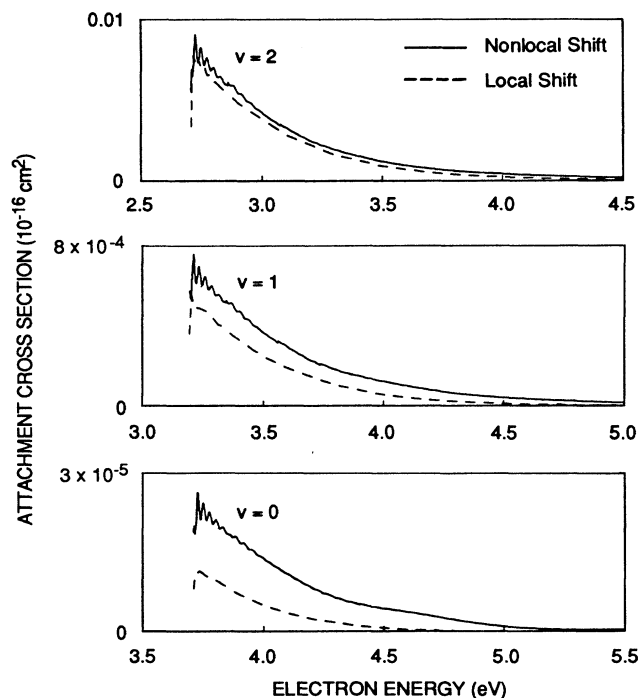 0.01
v = 2
Nonlocal Shift
Local Shift
0
2.5 3.0 3.5 4.0 4.5
8 x 10⁻⁴
v = 1
0
3.0 3.5 4.0 4.5 5.0
3 x 10⁻⁵
v = 0
0
3.5 4.0 4.5 5.0 5.5
ATTACHMENT CROSS SECTION (10⁻¹⁶ cm²)
ELECTRON ENERGY (eV)